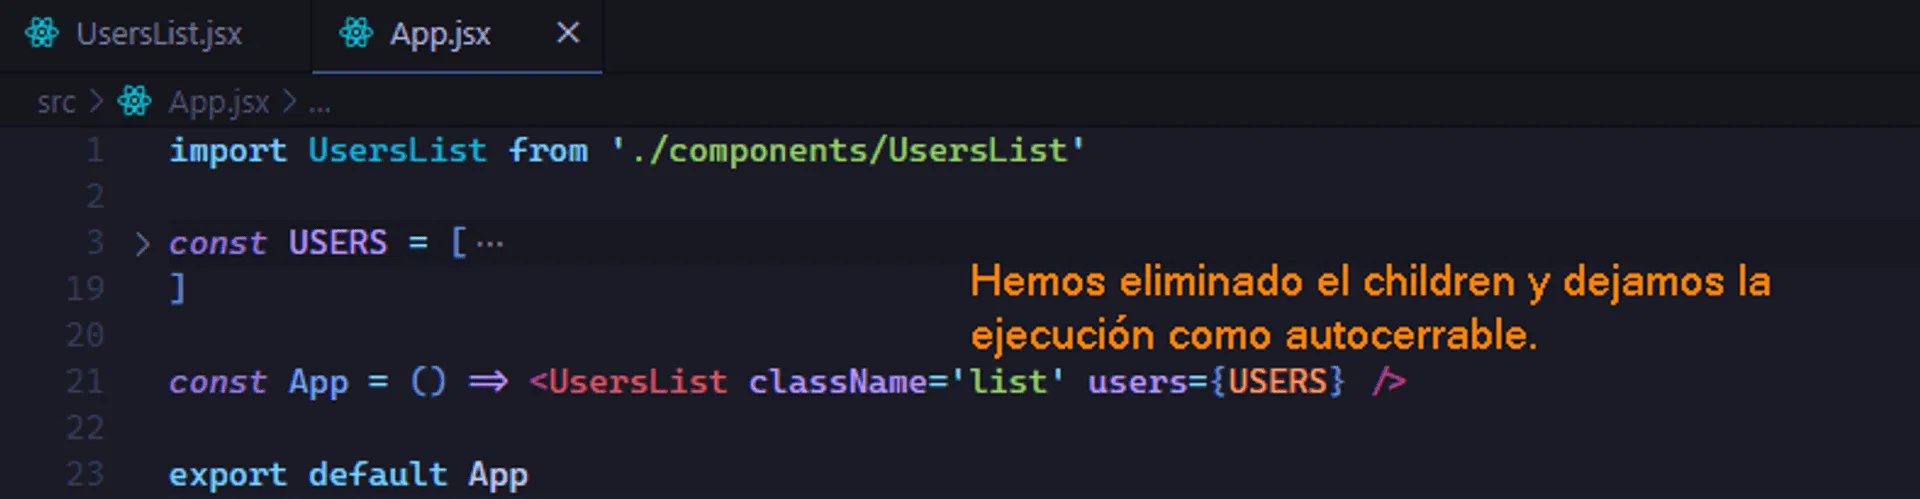 UsersList.jsx App.jsx ×
src > App.jsx > ...
1 import UsersList from './components/UsersList'
2
3 > const USERS = [ ···
19 ]
Hemos eliminado el children y dejamos la
ejecución como autocerrable.
20
21 const App = () => <UsersList className='list' users={USERS} />
22
23 export default App